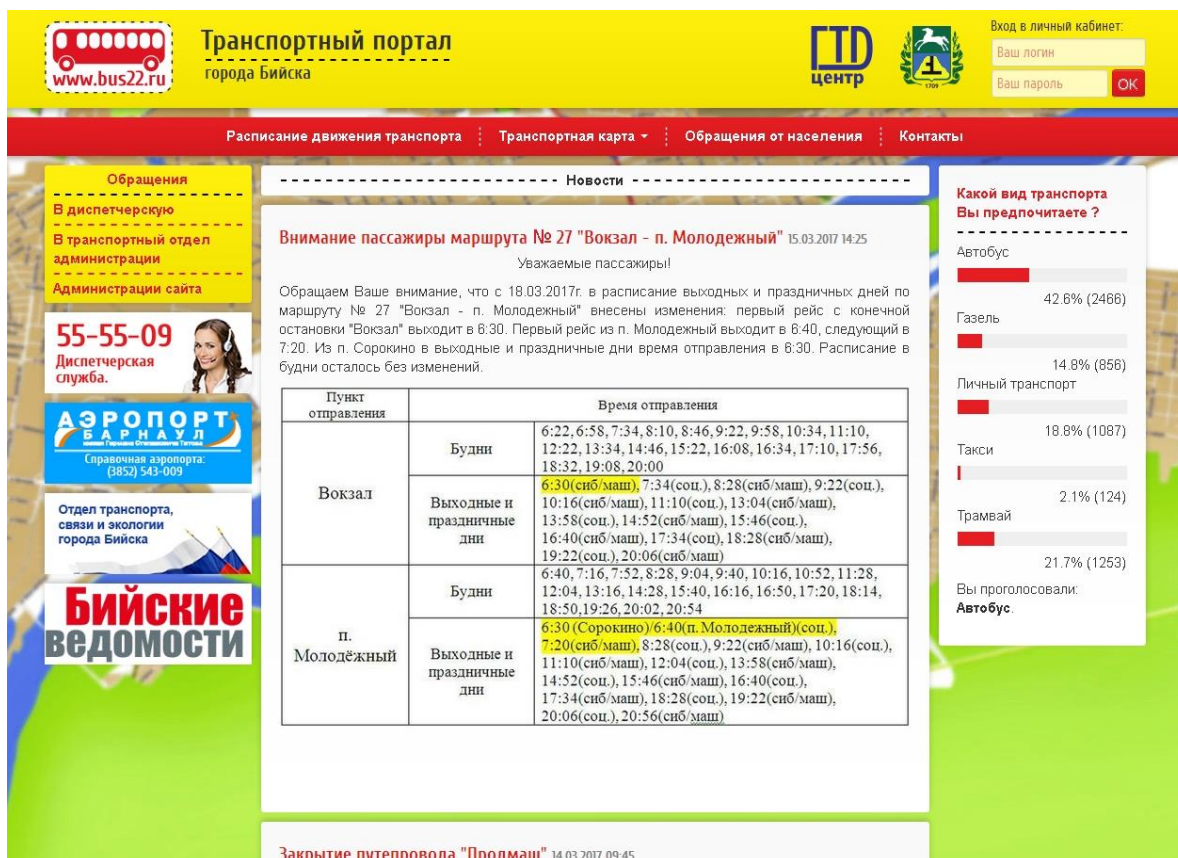 www.bus22.ru
Транспортный портал
города Бийска
ГТD
центр
1709
Вход в личный кабинет:
Ваш логин
Ваш пароль
OK
Расписание движения транспорта
Транспортная карта
Обращения от населения
Контакты
Обращения
В диспетчерскую
В транспортный отдел
администрации
Администрации сайта
55-55-09
Диспетчерская
служба.
АЭРОПОРТ
БАРНАУЛ
имени Германа Степановича Титова
Справочная аэропорта:
(3852) 543-009
Отдел транспорта,
связи и экологии
города Бийска
Бийские
ВЕДОМОСТИ
Новости
Внимание пассажиры маршрута № 27 "Вокзал - п. Молодежный" 15.03.2017 14:25
Уважаемые пассажиры!
Обращаем Ваше внимание, что с 18.03.2017г. в расписание выходных и праздничных дней по
маршруту № 27 "Вокзал - п. Молодежный" внесены изменения: первый рейс с конечной
остановки "Вокзал" выходит в 6:30. Первый рейс из п. Молодежный выходит в 6:40, следующий в
7:20. Из п. Сорокино в выходные и праздничные дни время отправления в 6:30. Расписание в
будни осталось без изменений.
Пункт
отправления
Время отправления
Вокзал
Будни
6:22, 6:58, 7:34, 8:10, 8:46, 9:22, 9:58, 10:34, 11:10,
12:22, 13:34, 14:46, 15:22, 16:08, 16:34, 17:10, 17:56,
18:32, 19:08, 20:00
Выходные и
праздничные
дни
6:30(сиб/маш), 7:34(соц.), 8:28(сиб/маш), 9:22(соц.),
10:16(сиб/маш), 11:10(соц.), 13:04(сиб/маш),
13:58(соц.), 14:52(сиб/маш), 15:46(соц.),
16:40(сиб/маш), 17:34(соц), 18:28(сиб/маш),
19:22(соц.), 20:06(сиб/маш)
п.
Молодёжный
Будни
6:40, 7:16, 7:52, 8:28, 9:04, 9:40, 10:16, 10:52, 11:28,
12:04, 13:16, 14:28, 15:40, 16:16, 16:50, 17:20, 18:14,
18:50, 19:26, 20:02, 20:54
Выходные и
праздничные
дни
6:30 (Сорокино)/6:40(п. Молодежный)(соц.),
7:20(сиб/маш), 8:28(соц.), 9:22(сиб/маш), 10:16(соц.),
11:10(сиб/маш), 12:04(соц.), 13:58(сиб/маш),
14:52(соц.), 15:46(сиб/маш), 16:40(соц.),
17:34(сиб/маш), 18:28(соц.), 19:22(сиб/маш),
20:06(соц.), 20:56(сиб/маш)
Закрытие путепровода "Продмаш" 14.03.2017 09:45
Какой вид транспорта
Вы предпочитаете ?
Автобус
42.6% (2466)
Газель
14.8% (856)
Личный транспорт
18.8% (1087)
Такси
2.1% (124)
Трамвай
21.7% (1253)
Вы проголосовали:
Автобус.